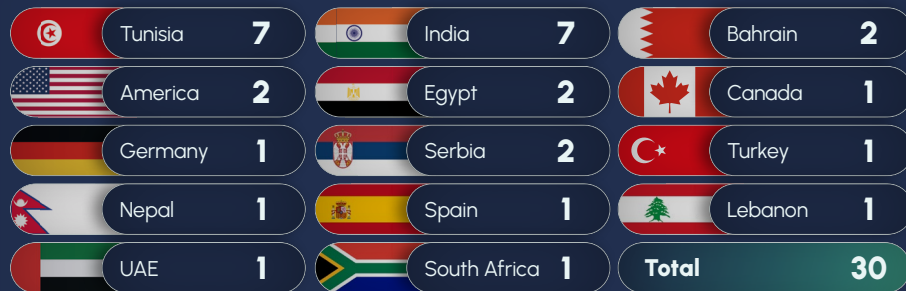 Tunisia 7 India 7 Bahrain 2
America 2 Egypt 2 Canada 1
Germany 1 Serbia 2 Turkey 1
Nepal 1 Spain 1 Lebanon 1
UAE 1 South Africa 1 Total 30